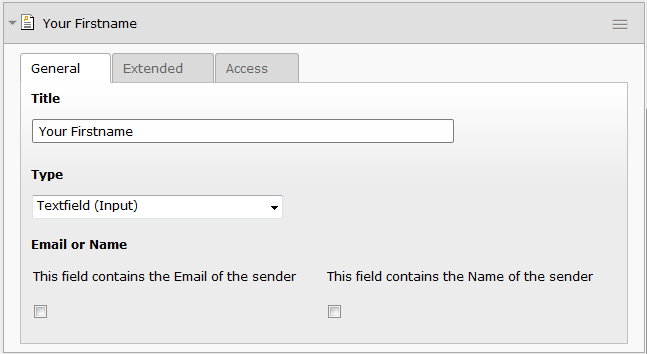 Your Firstname
General Extended Access
Title
Your Firstname
Type
Textfield (Input)
Email or Name
This field contains the Email of the sender This field contains the Name of the sender